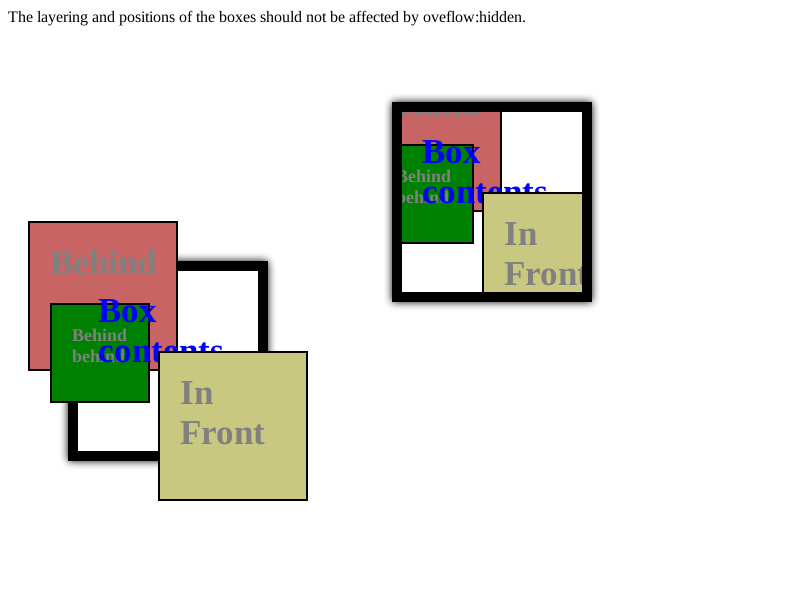 The layering and positions of the boxes should not be affected by oveflow:hidden.
Box
Behind
contents
behind
In
Front
Behind
Box
Behind
contents
behind
In
Front